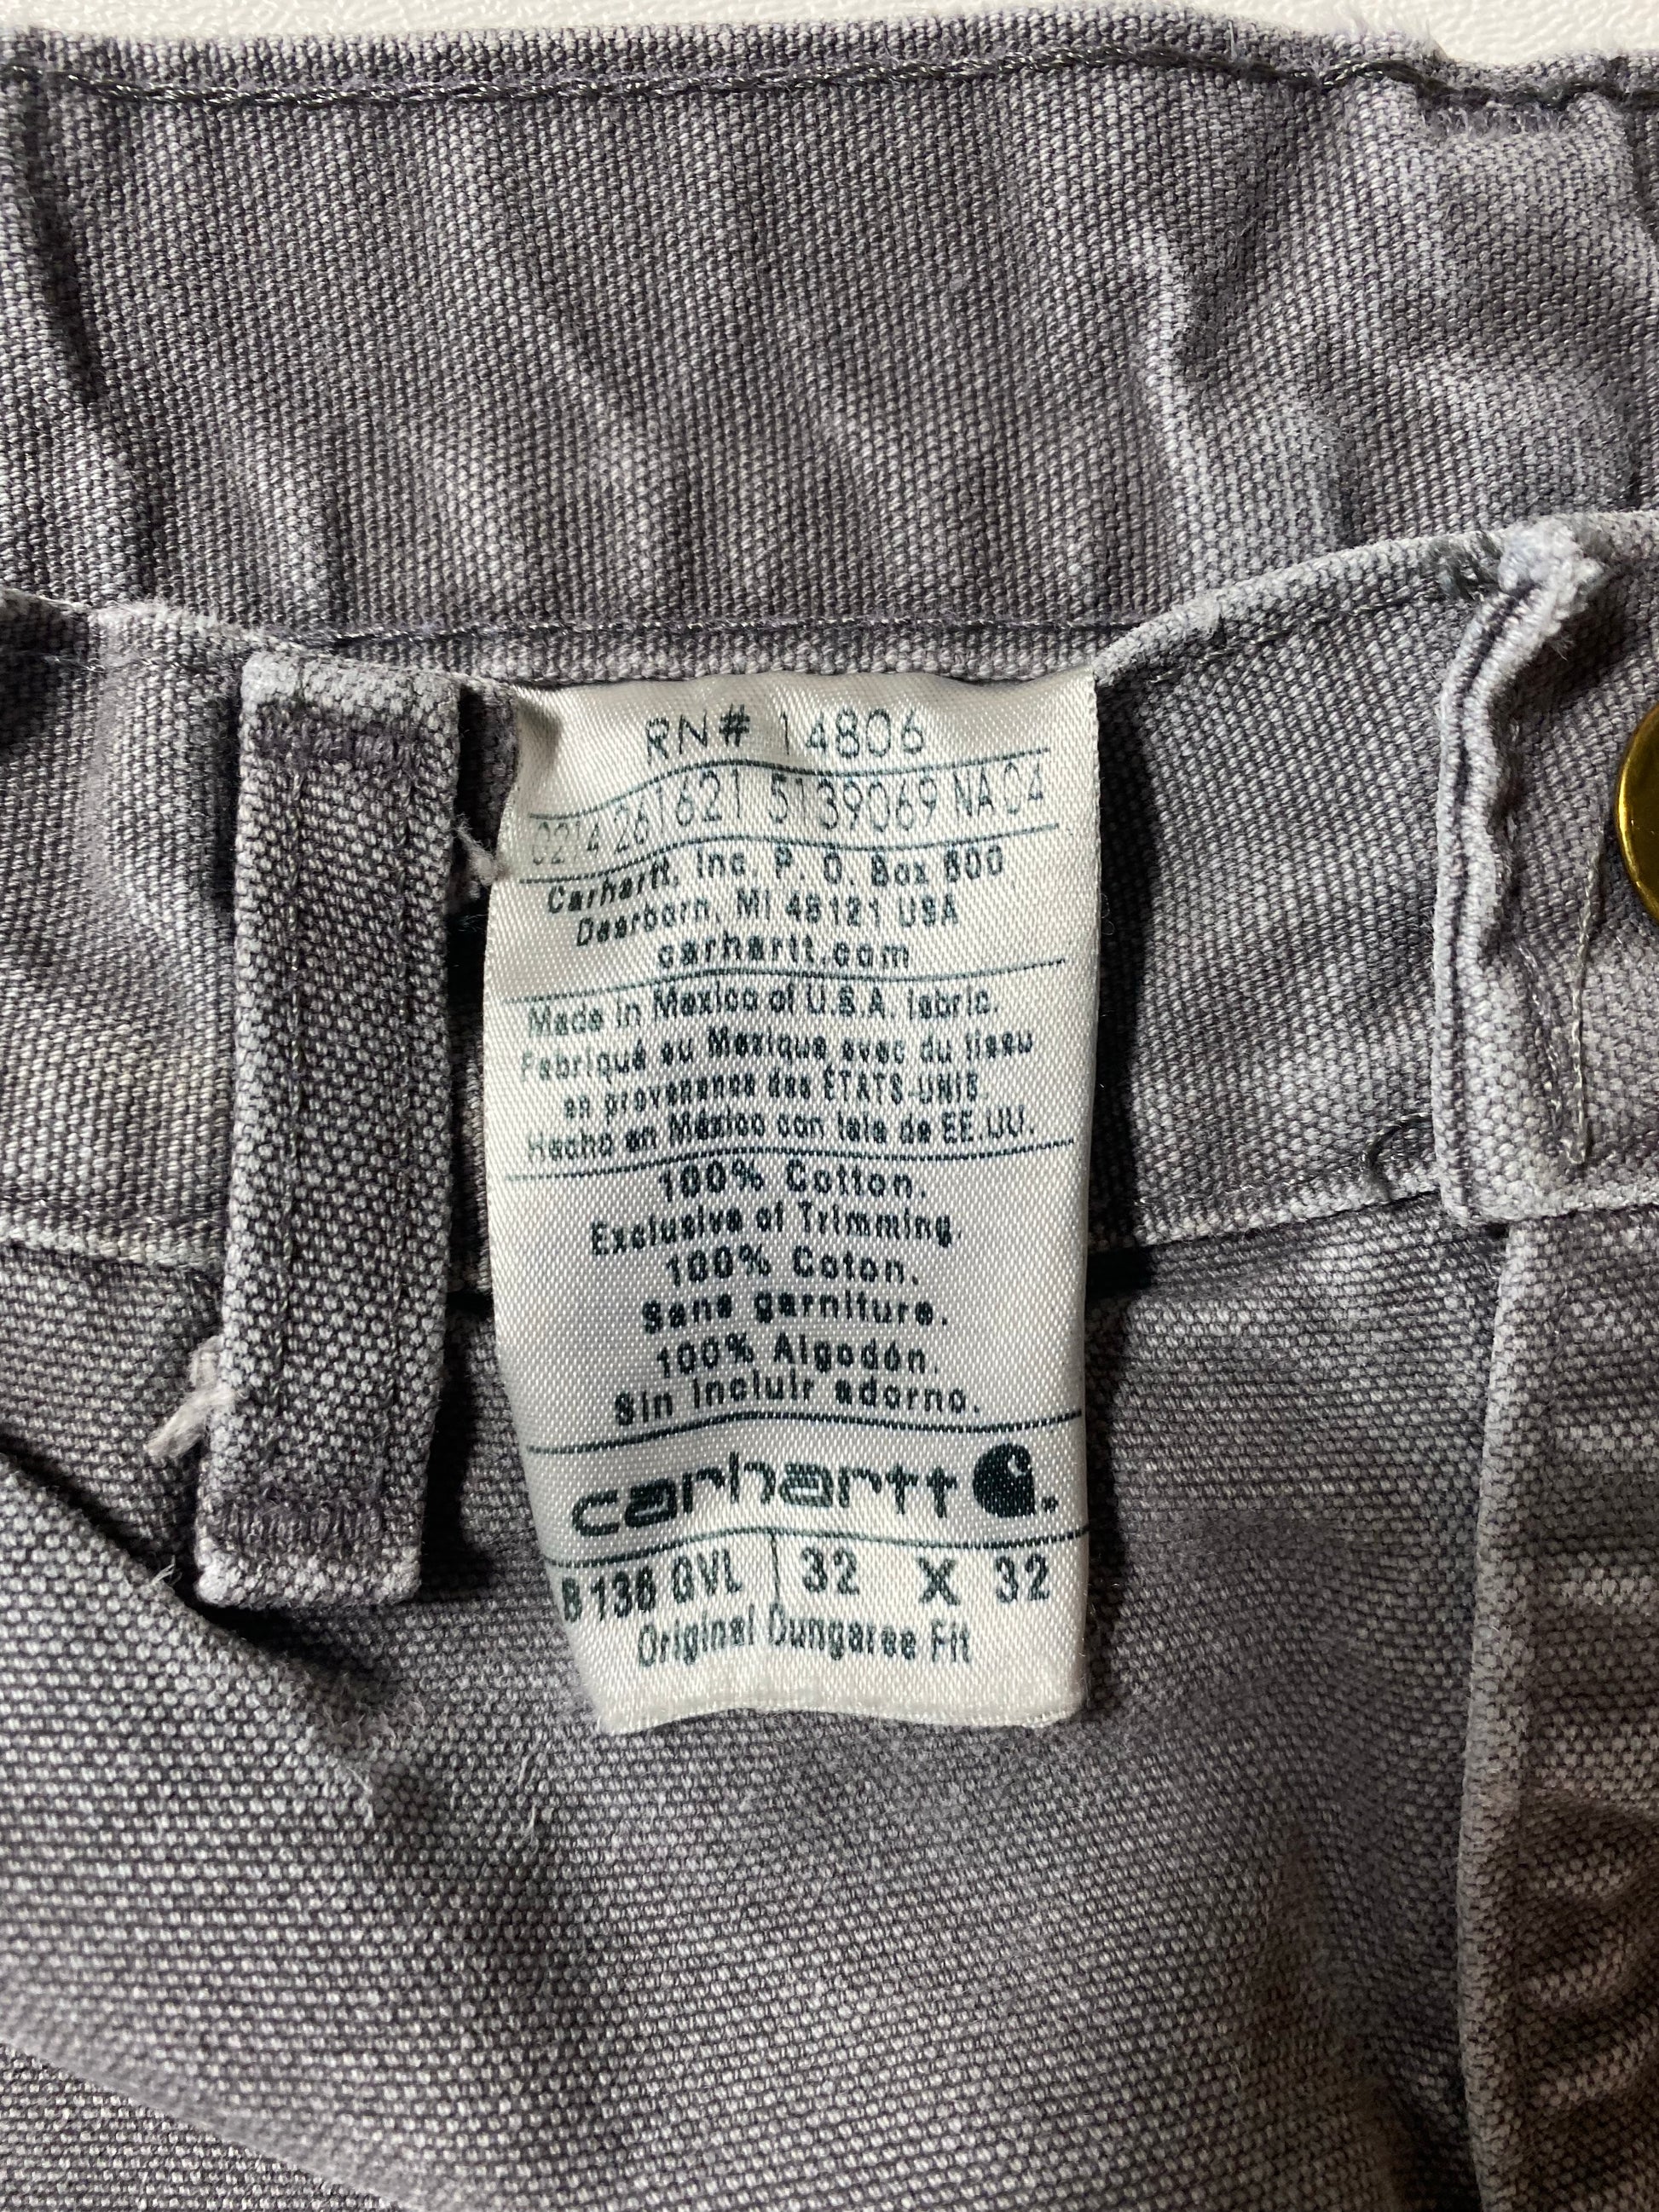 RN# 14806
0214 261621 5139069 NA04
Carhartt, Inc. P. O. Box 600
Dearborn, MI 48121 USA
carhartt.com
Made in Mexico of U.S.A. fabric.
Fabriqué au Mexique avec du tissu
en provenance des ÉTATS-UNIS.
Hecho en México con tela de EE.UU.
100% Cotton.
Exclusive of Trimming.
100% Coton.
Sans garniture.
100% Algodón.
Sin incluir adorno.
carhartt
B136 GVL 32 X 32
Original Dungaree Fit